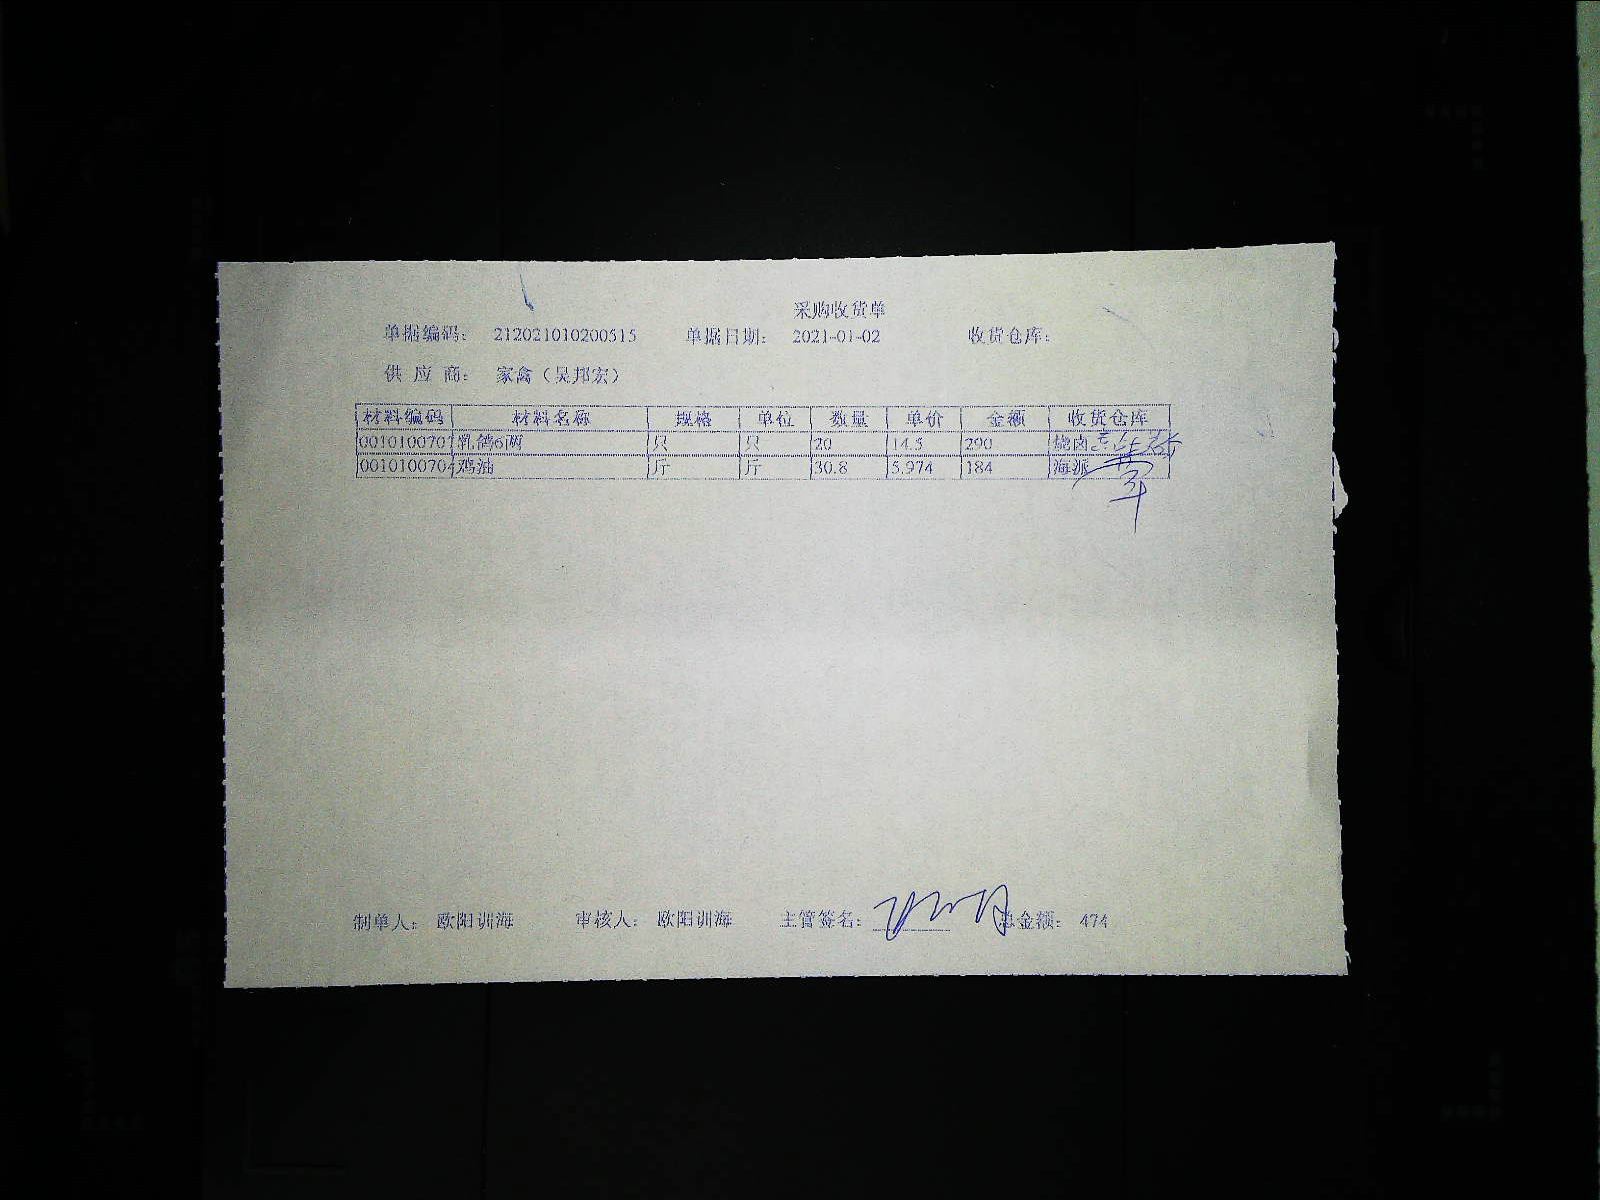 采购收货单
单据编码: 212021010200515 单据日期: 2021-01-02 收货仓库:
供应商: 家禽(吴邦宏)
材料编码 材料名称 规格 单位 数量 单价 金额 收货仓库
0010100701 乳鸽6两 只 只 20 14.5 290 烧卤
0010100704 鸡油 斤 斤 30.8 5.974 184 海派
制单人: 欧阳训海 审核人: 欧阳训海 主管签名: 总金额: 474